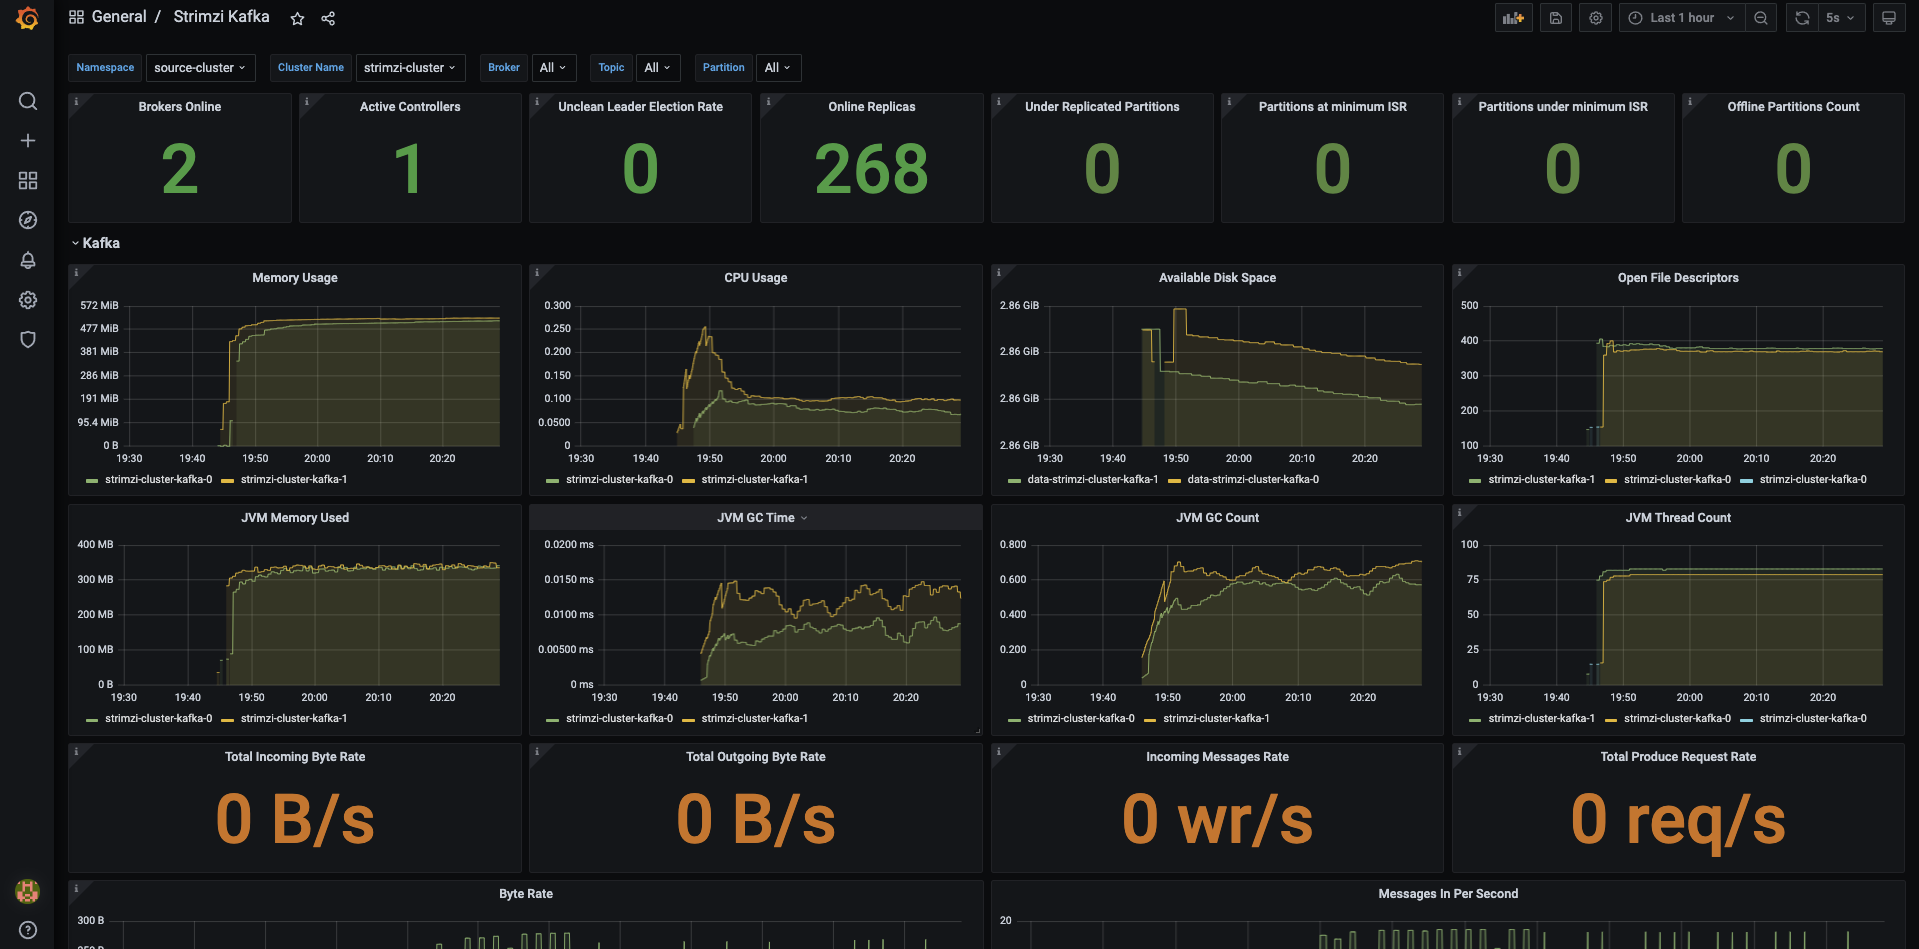 General / Strimzi Kafka
Last 1 hour
5s
Namespace source-cluster Cluster Name strimzi-cluster Broker All Topic All Partition All
Brokers Online
2
Active Controllers
1
Unclean Leader Election Rate
0
Online Replicas
268
Under Replicated Partitions
0
Partitions at minimum ISR
0
Partitions under minimum ISR
0
Offline Partitions Count
0
Kafka
Memory Usage
572 MiB
477 MiB
381 MiB
286 MiB
191 MiB
95.4 MiB
0 B
19:30 19:40 19:50 20:00 20:10 20:20
strimzi-cluster-kafka-0 strimzi-cluster-kafka-1
CPU Usage
0.300
0.250
0.200
0.150
0.100
0.0500
0
19:30 19:40 19:50 20:00 20:10 20:20
strimzi-cluster-kafka-0 strimzi-cluster-kafka-1
Available Disk Space
2.86 GiB
2.86 GiB
2.86 GiB
2.86 GiB
19:30 19:40 19:50 20:00 20:10 20:20
data-strimzi-cluster-kafka-1 data-strimzi-cluster-kafka-0
Open File Descriptors
500
400
300
200
100
19:30 19:40 19:50 20:00 20:10 20:20
strimzi-cluster-kafka-1 strimzi-cluster-kafka-0 strimzi-cluster-kafka-0
JVM Memory Used
400 MB
300 MB
200 MB
100 MB
0 B
19:30 19:40 19:50 20:00 20:10 20:20
strimzi-cluster-kafka-0 strimzi-cluster-kafka-1
JVM GC Time
0.0200 ms
0.0150 ms
0.0100 ms
0.00500 ms
0 ms
19:30 19:40 19:50 20:00 20:10 20:20
strimzi-cluster-kafka-0 strimzi-cluster-kafka-1
JVM GC Count
0.800
0.600
0.400
0.200
0
19:30 19:40 19:50 20:00 20:10 20:20
strimzi-cluster-kafka-0 strimzi-cluster-kafka-1
JVM Thread Count
100
75
50
25
0
19:30 19:40 19:50 20:00 20:10 20:20
strimzi-cluster-kafka-1 strimzi-cluster-kafka-0 strimzi-cluster-kafka-0
Total Incoming Byte Rate
0 B/s
Total Outgoing Byte Rate
0 B/s
Incoming Messages Rate
0 wr/s
Total Produce Request Rate
0 req/s
Byte Rate
300 B
Messages In Per Second
20